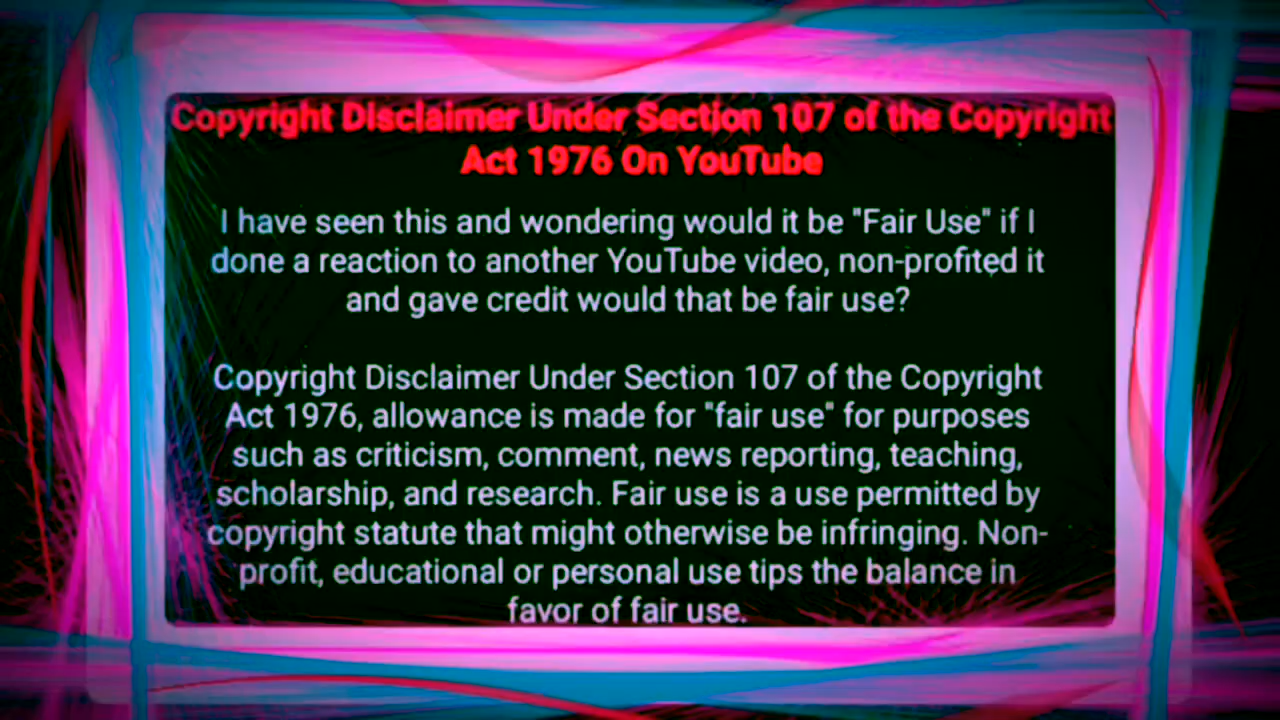 Copyright Disclaimer Under Section 107 of the Copyright
Act 1976 On YouTube
I have seen this and wondering would it be "Fair Use" if I
done a reaction to another YouTube video, non-profited it
and gave credit would that be fair use?
Copyright Disclaimer Under Section 107 of the Copyright
Act 1976, allowance is made for "fair use" for purposes
such as criticism, comment, news reporting, teaching,
scholarship, and research. Fair use is a use permitted by
copyright statute that might otherwise be infringing. Non-
profit, educational or personal use tips the balance in
favor of fair use.